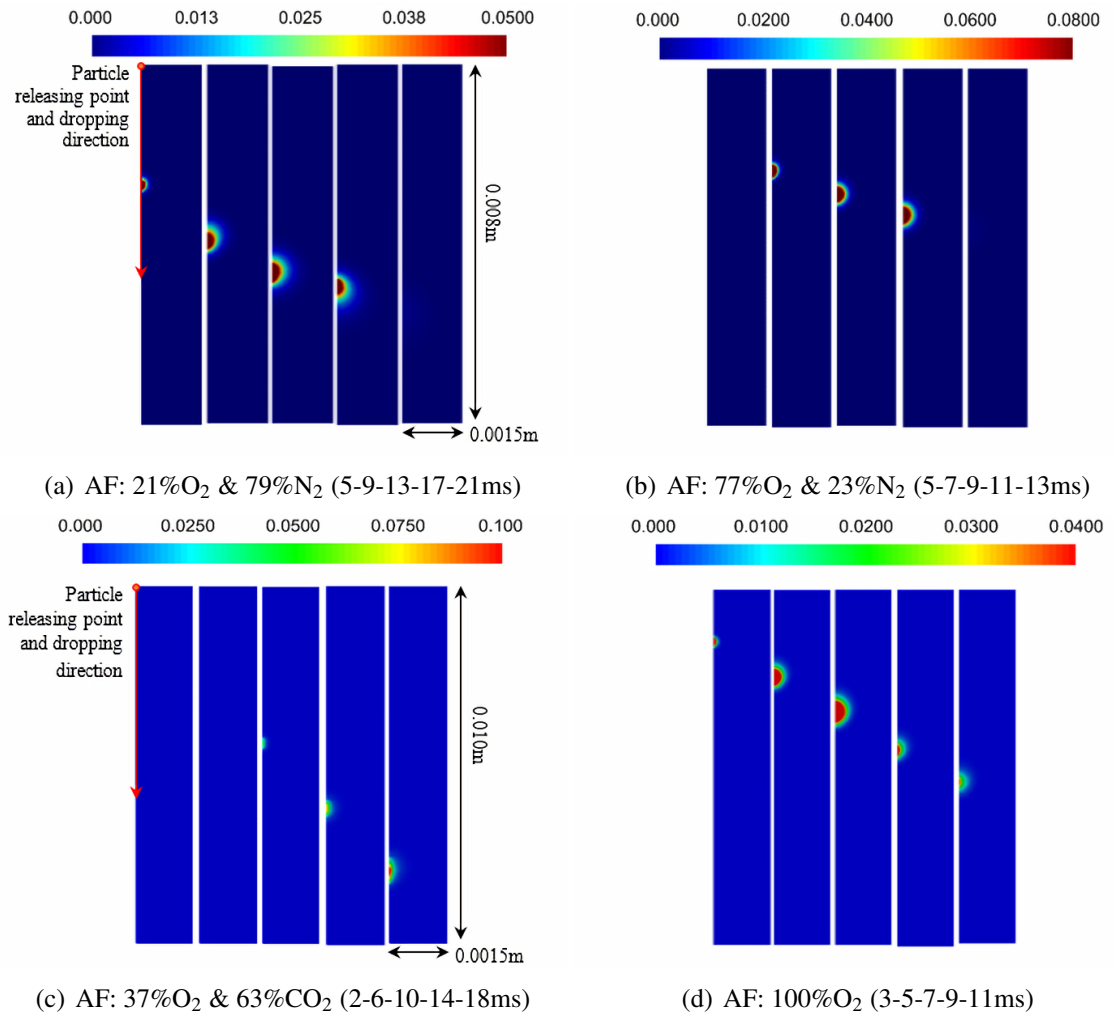 0.000 0.013 0.025 0.038 0.0500
Particle
releasing point
and dropping
direction
0.008m
0.0015m
(a) AF: 21%O₂ & 79%N₂ (5-9-13-17-21ms)
0.000 0.0200 0.0400 0.0600 0.0800
(b) AF: 77%O₂ & 23%N₂ (5-7-9-11-13ms)
0.000 0.0250 0.0500 0.0750 0.100
Particle
releasing point
and dropping
direction
0.010m
0.0015m
(c) AF: 37%O₂ & 63%CO₂ (2-6-10-14-18ms)
0.000 0.0100 0.0200 0.0300 0.0400
(d) AF: 100%O₂ (3-5-7-9-11ms)